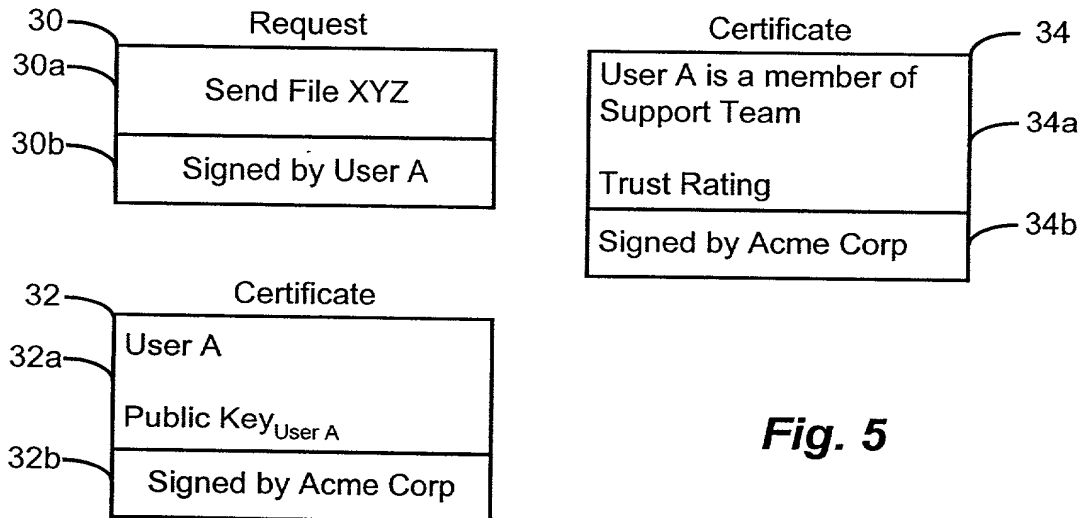 30
Request
30a
Send File XYZ
30b
Signed by User A
Certificate
34
User A is a member of
Support Team
34a
Trust Rating
34b
Signed by Acme Corp
32
Certificate
32a
User A
Public Key User A
32b
Signed by Acme Corp
Fig. 5